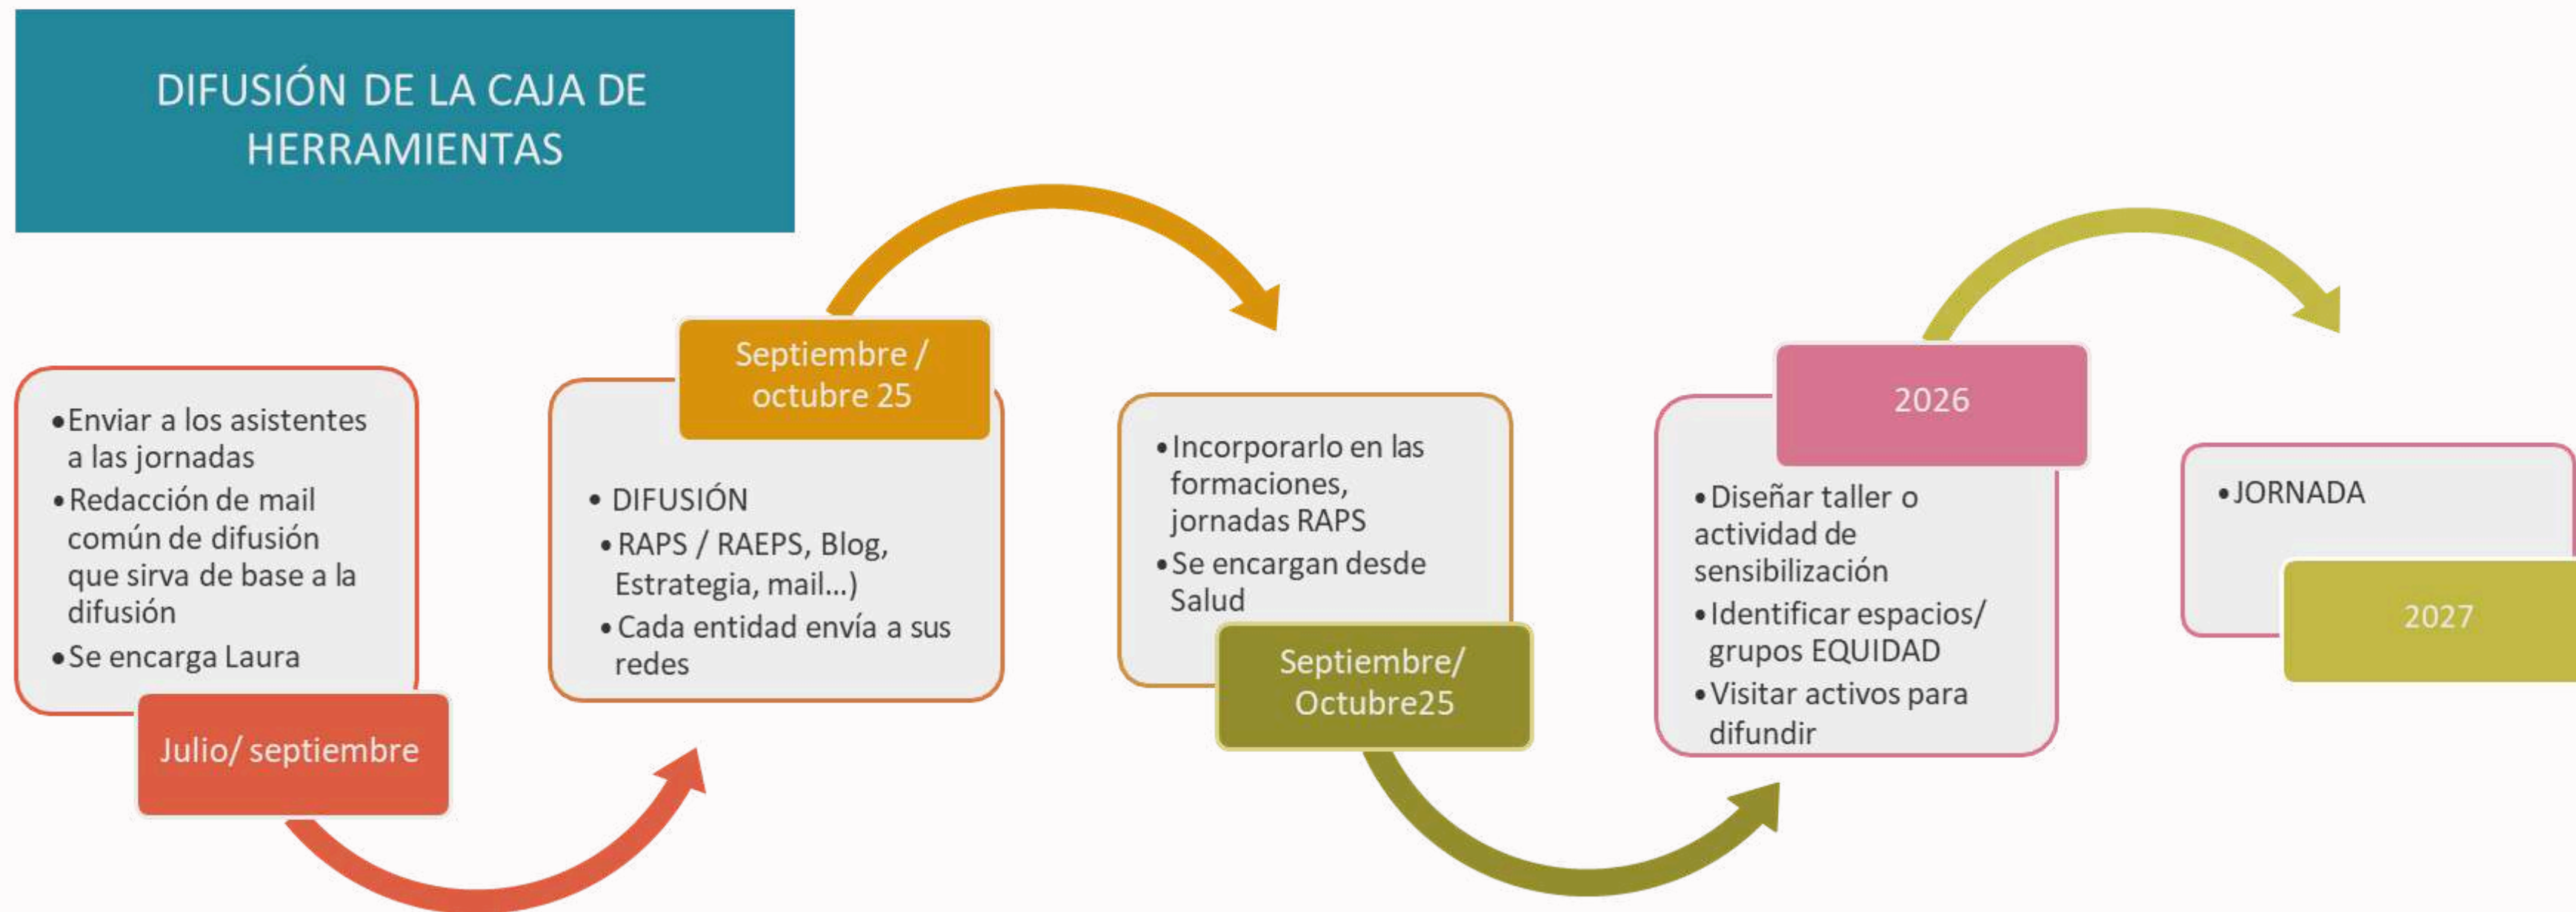 DIFUSIÓN DE LA CAJA DE
HERRAMIENTAS
•Enviar a los asistentes
a las jornadas
•Redacción de mail
común de difusión
que sirva de base a la
difusión
•Se encarga Laura
Julio/ septiembre
Septiembre /
octubre 25
• DIFUSIÓN
•RAPS / RAEPS, Blog,
Estrategia, mail...)
•Cada entidad envía a sus
redes
•Incorporarlo en las
formaciones,
jornadas RAPS
•Se encargan desde
Salud
Septiembre/
Octubre25
2026
•Diseñar taller o
actividad de
sensibilización
•Identificar espacios/
grupos EQUIDAD
•Visitar activos para
difundir
•JORNADA
2027